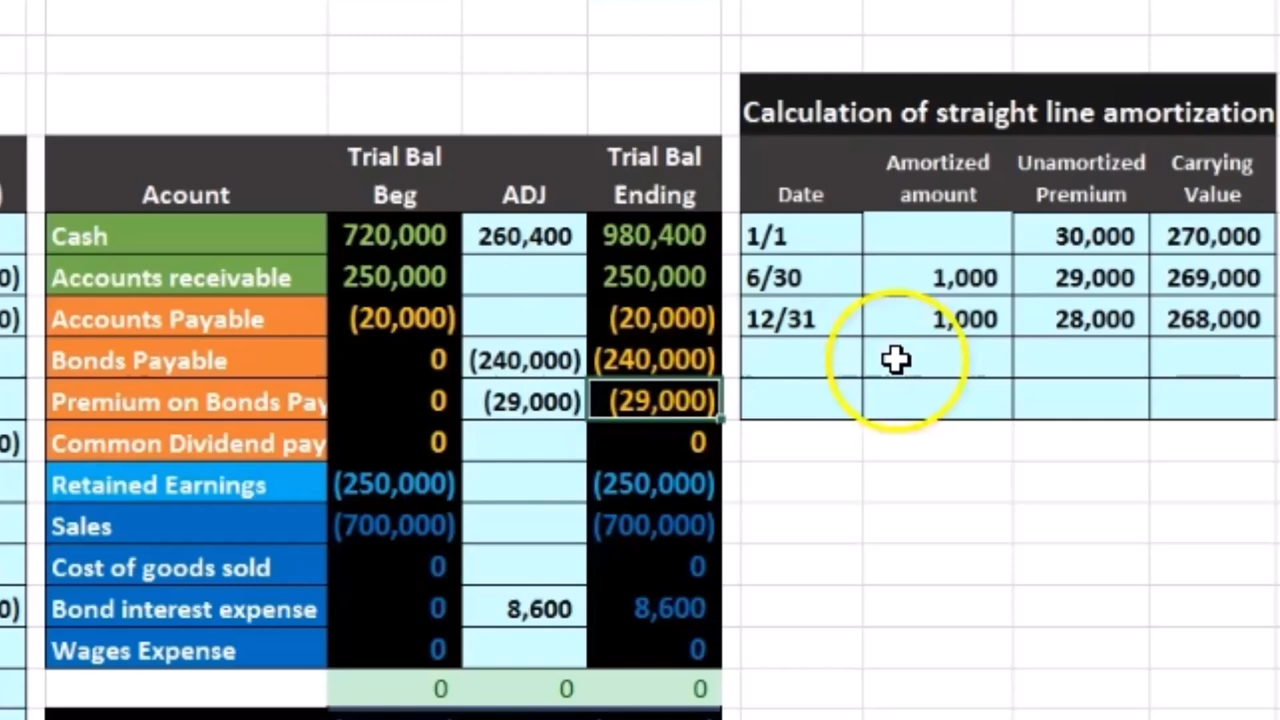 Calculation of straight line amortization
Trial Bal Beg ADJ Trial Bal Ending
Acount
Date Amortized amount Unamortized Premium Carrying Value
)
Cash 720,000 260,400 980,400 1/1 30,000 270,000
0) Accounts receivable 250,000 250,000 6/30 1,000 29,000 269,000
0) Accounts Payable (20,000) (20,000) 12/31 1,000 28,000 268,000
Bonds Payable 0 (240,000) (240,000)
Premium on Bonds Pay 0 (29,000) (29,000)
0) Common Dividend pay 0 0
Retained Earnings (250,000) (250,000)
Sales (700,000) (700,000)
Cost of goods sold 0 0
0) Bond interest expense 0 8,600 8,600
Wages Expense 0 0
0 0 0